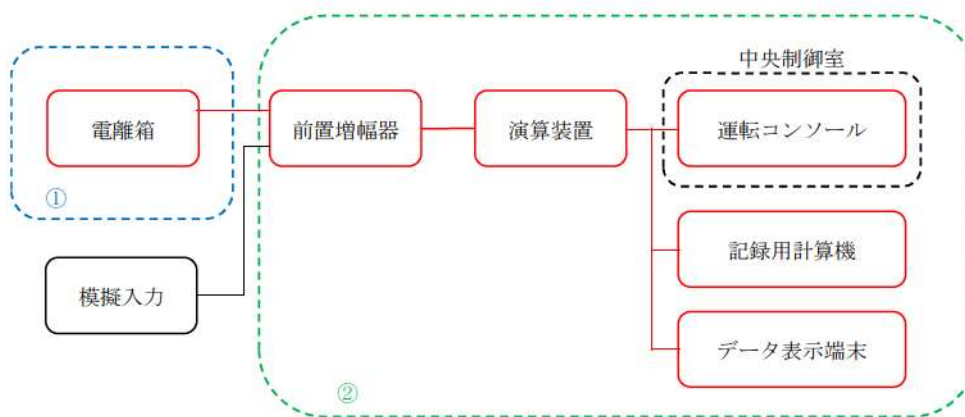 中央制御室
電離箱
前置増幅器
演算装置
運転コンソール
①
記録用計算機
模擬入力
データ表示端末
②